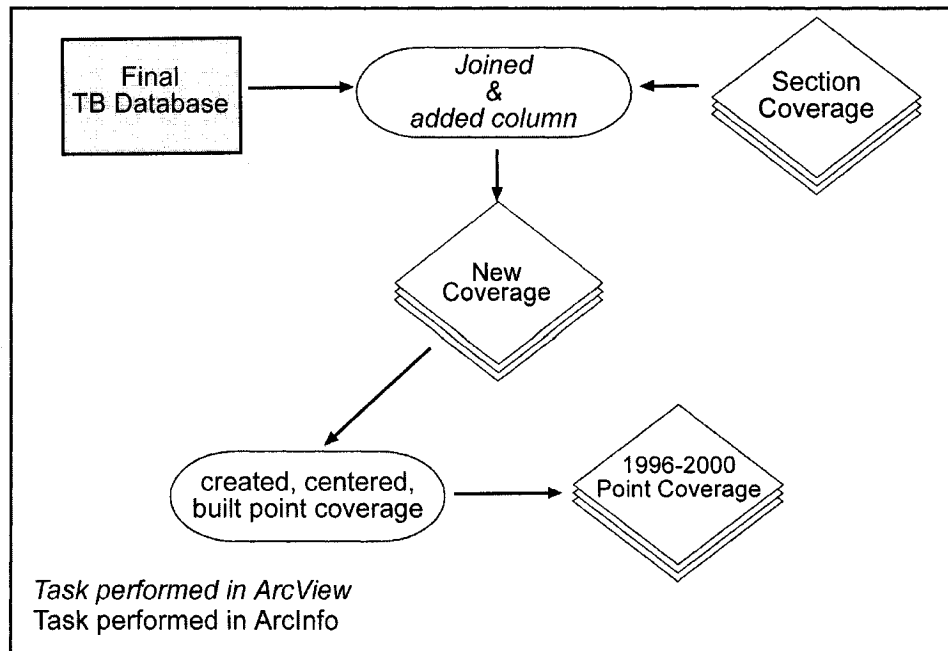 Final
TB Database
Joined
&
added column
Section
Coverage
New
Coverage
created, centered,
built point coverage
1996-2000
Point Coverage
Task performed in ArcView
Task performed in ArcInfo